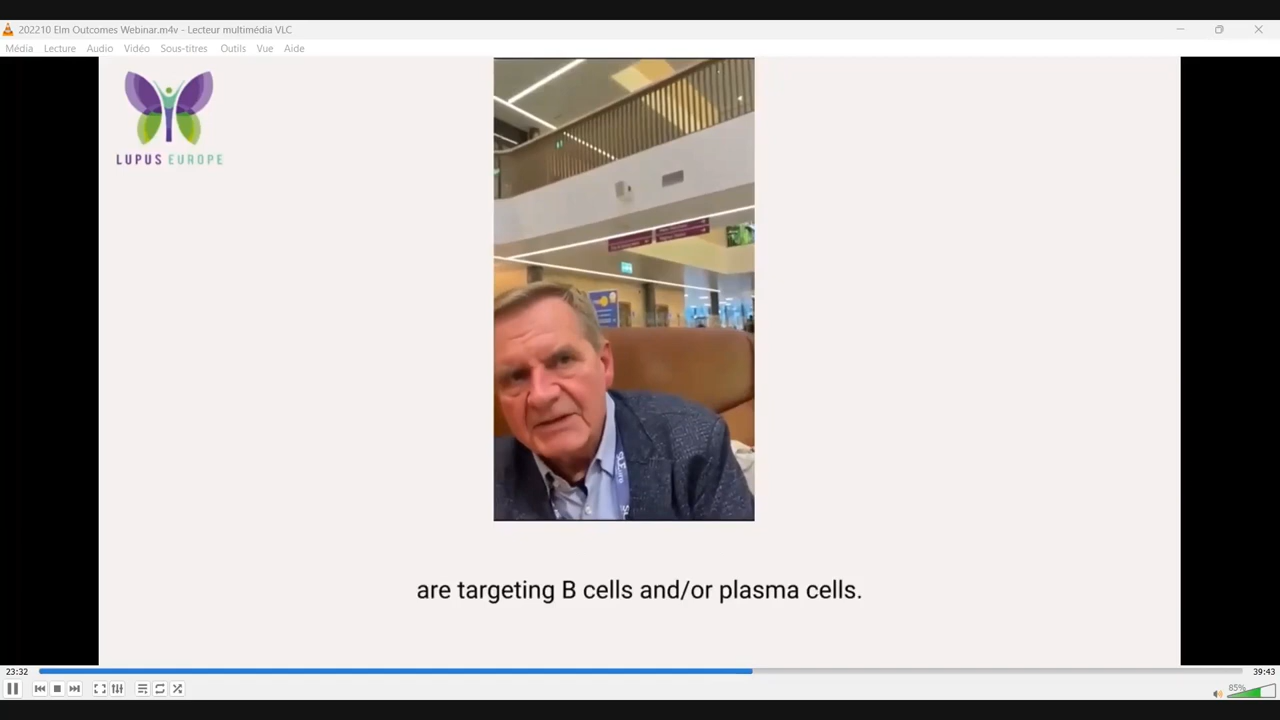 202210 Elm Outcomes Webinar.m4v - Lecteur multimédia VLC
Média Lecture Audio Vidéo Sous-titres Outils Vue Aide
LUPUS EUROPE
are targeting B cells and/or plasma cells.
23:32
39:43
85%